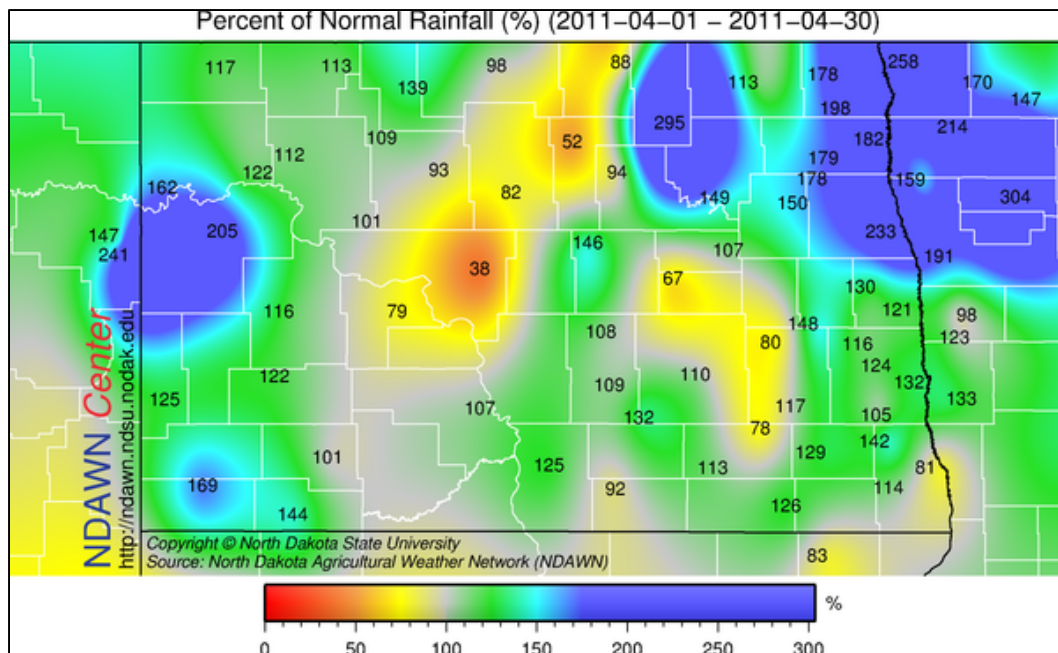 Percent of Normal Rainfall (%) (2011-04-01 - 2011-04-30)
117 113 98 88 258
139 113 178 170
147
198
295 214
109 52 182
112
122 93 94 179
162 82 178 159
149 150 304
101
147 205 146 107 233
241 191
38 67
116 79 130
121 98
108 148
80 116 123
122 110 124
109 132
125 107 132 117 133
105
78
101 125 129 142
113 81
169 92 114
144 126
83
NDAWN Center
http://ndawn.ndsu.nodak.edu
Copyright © North Dakota State University
Source: North Dakota Agricultural Weather Network (NDAWN)
%
0 50 100 150 200 250 300